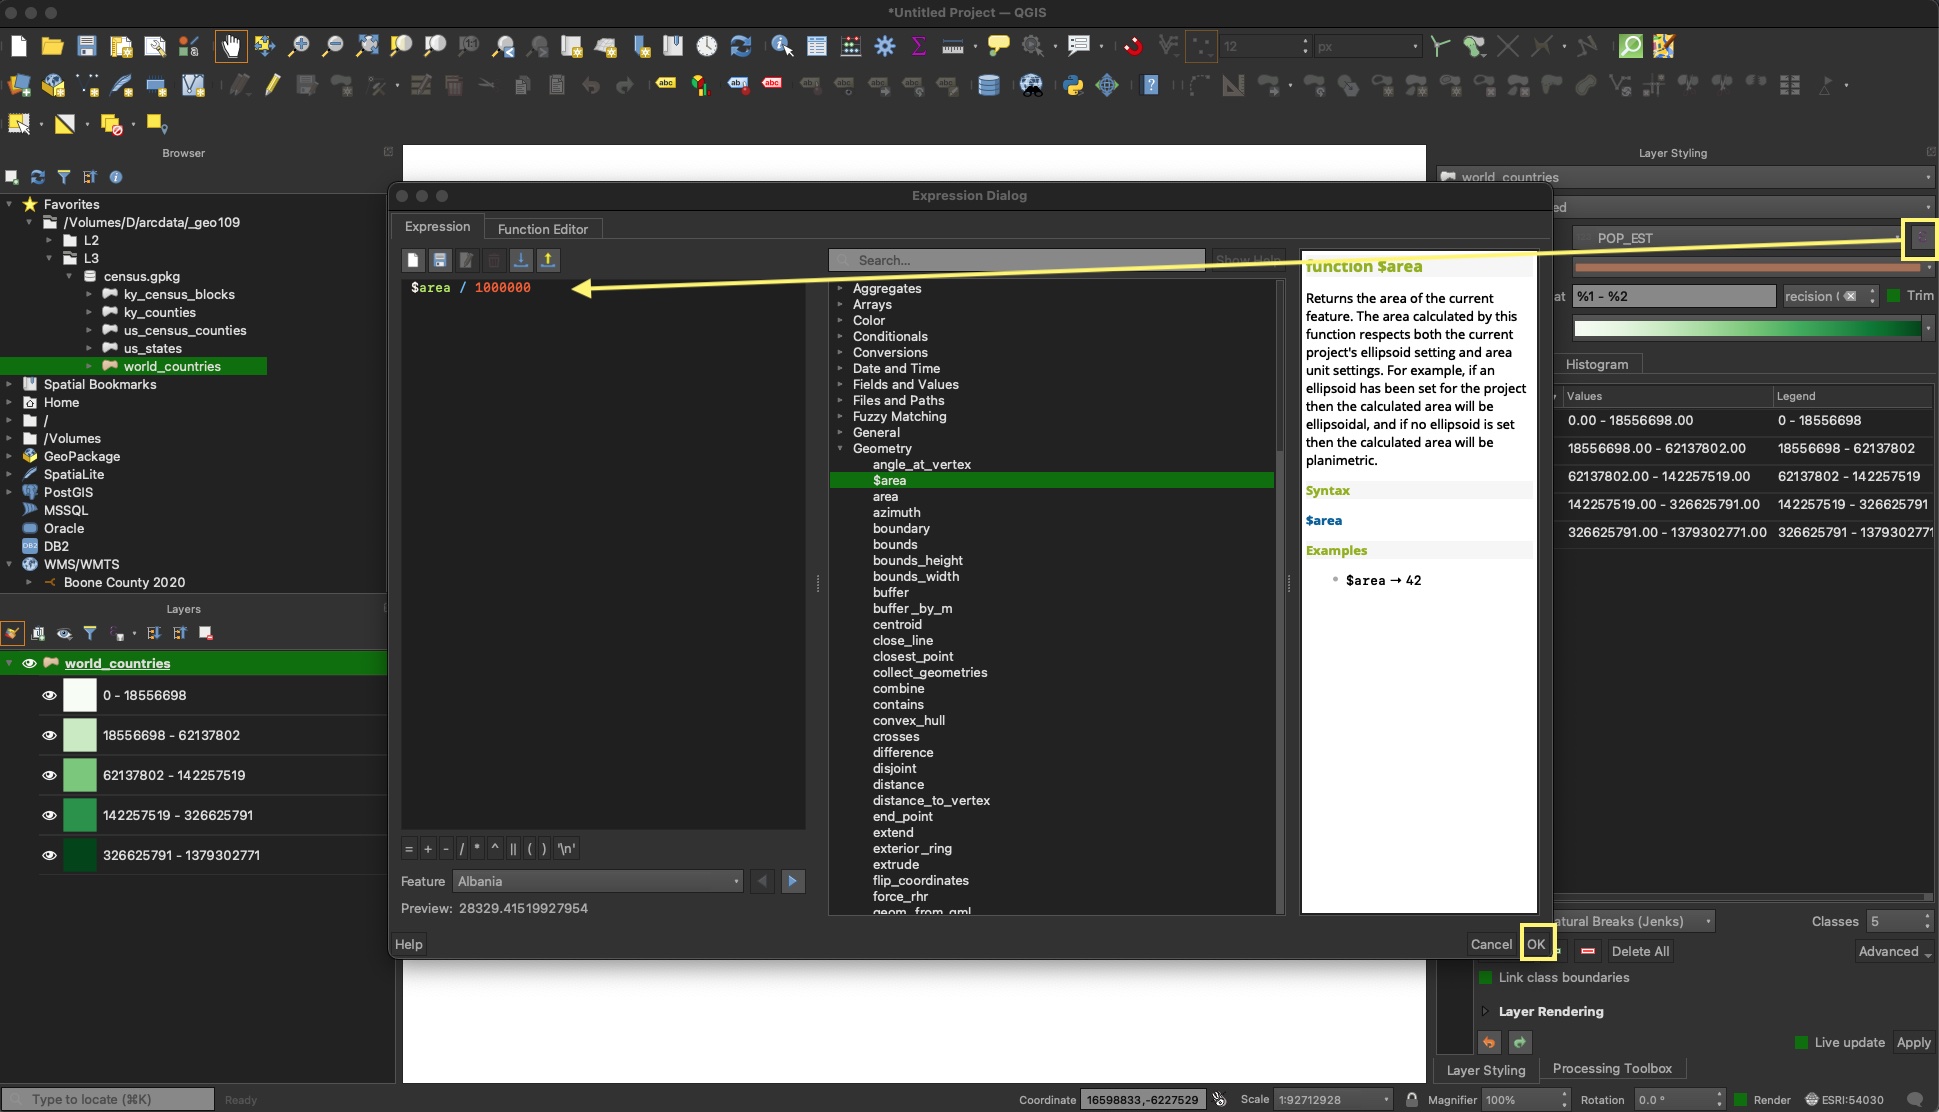 *Untitled Project — QGIS
12
px
abc
abc
abc
Browser
Favorites
/Volumes/D/arcdata/_geo109
L2
L3
census.gpkg
ky_census_blocks
ky_counties
us_census_counties
us_states
world_countries
Spatial Bookmarks
Home
/
/Volumes
GeoPackage
SpatiaLite
PostGIS
MSSQL
Oracle
DB2
WMS/WMTS
Boone County 2020
Layers
world_countries
0 - 18556698
18556698 - 62137802
62137802 - 142257519
142257519 - 326625791
326625791 - 1379302771
Type to locate (⌘K)
Ready
Expression Dialog
Expression
Function Editor
$area / 1000000
= + - / * ^ || ( ) '\n'
Feature Albania
Preview: 28329.41519927954
Help
Search...
Show Help
Aggregates
Arrays
Color
Conditionals
Conversions
Date and Time
Fields and Values
Files and Paths
Fuzzy Matching
General
Geometry
angle_at_vertex
$area
area
azimuth
boundary
bounds
bounds_height
bounds_width
buffer
buffer_by_m
centroid
close_line
closest_point
collect_geometries
combine
contains
convex_hull
crosses
difference
disjoint
distance
distance_to_vertex
end_point
extend
exterior_ring
extrude
flip_coordinates
force_rhr
geom_from_gml
function $area
Returns the area of the current
feature. The area calculated by this
function respects both the current
project's ellipsoid setting and area
unit settings. For example, if an
ellipsoid has been set for the project
then the calculated area will be
ellipsoidal, and if no ellipsoid is set
then the calculated area will be
planimetric.
Syntax
$area
Examples
$area → 42
Cancel
OK
Layer Styling
world_countries
ed
POP_EST
at %1 - %2 recision ( Trim
Histogram
Values Legend
0.00 - 18556698.00 0 - 18556698
18556698.00 - 62137802.00 18556698 - 62137802
62137802.00 - 142257519.00 62137802 - 142257519
142257519.00 - 326625791.00 142257519 - 326625791
326625791.00 - 1379302771.00 326625791 - 1379302771
atural Breaks (Jenks) Classes 5
Delete All Advanced
Link class boundaries
Layer Rendering
Live update Apply
Layer Styling Processing Toolbox
Coordinate 16598833,-6227529 Scale 1:92712928 Magnifier 100% Rotation 0.0 ° Render ESRI:54030